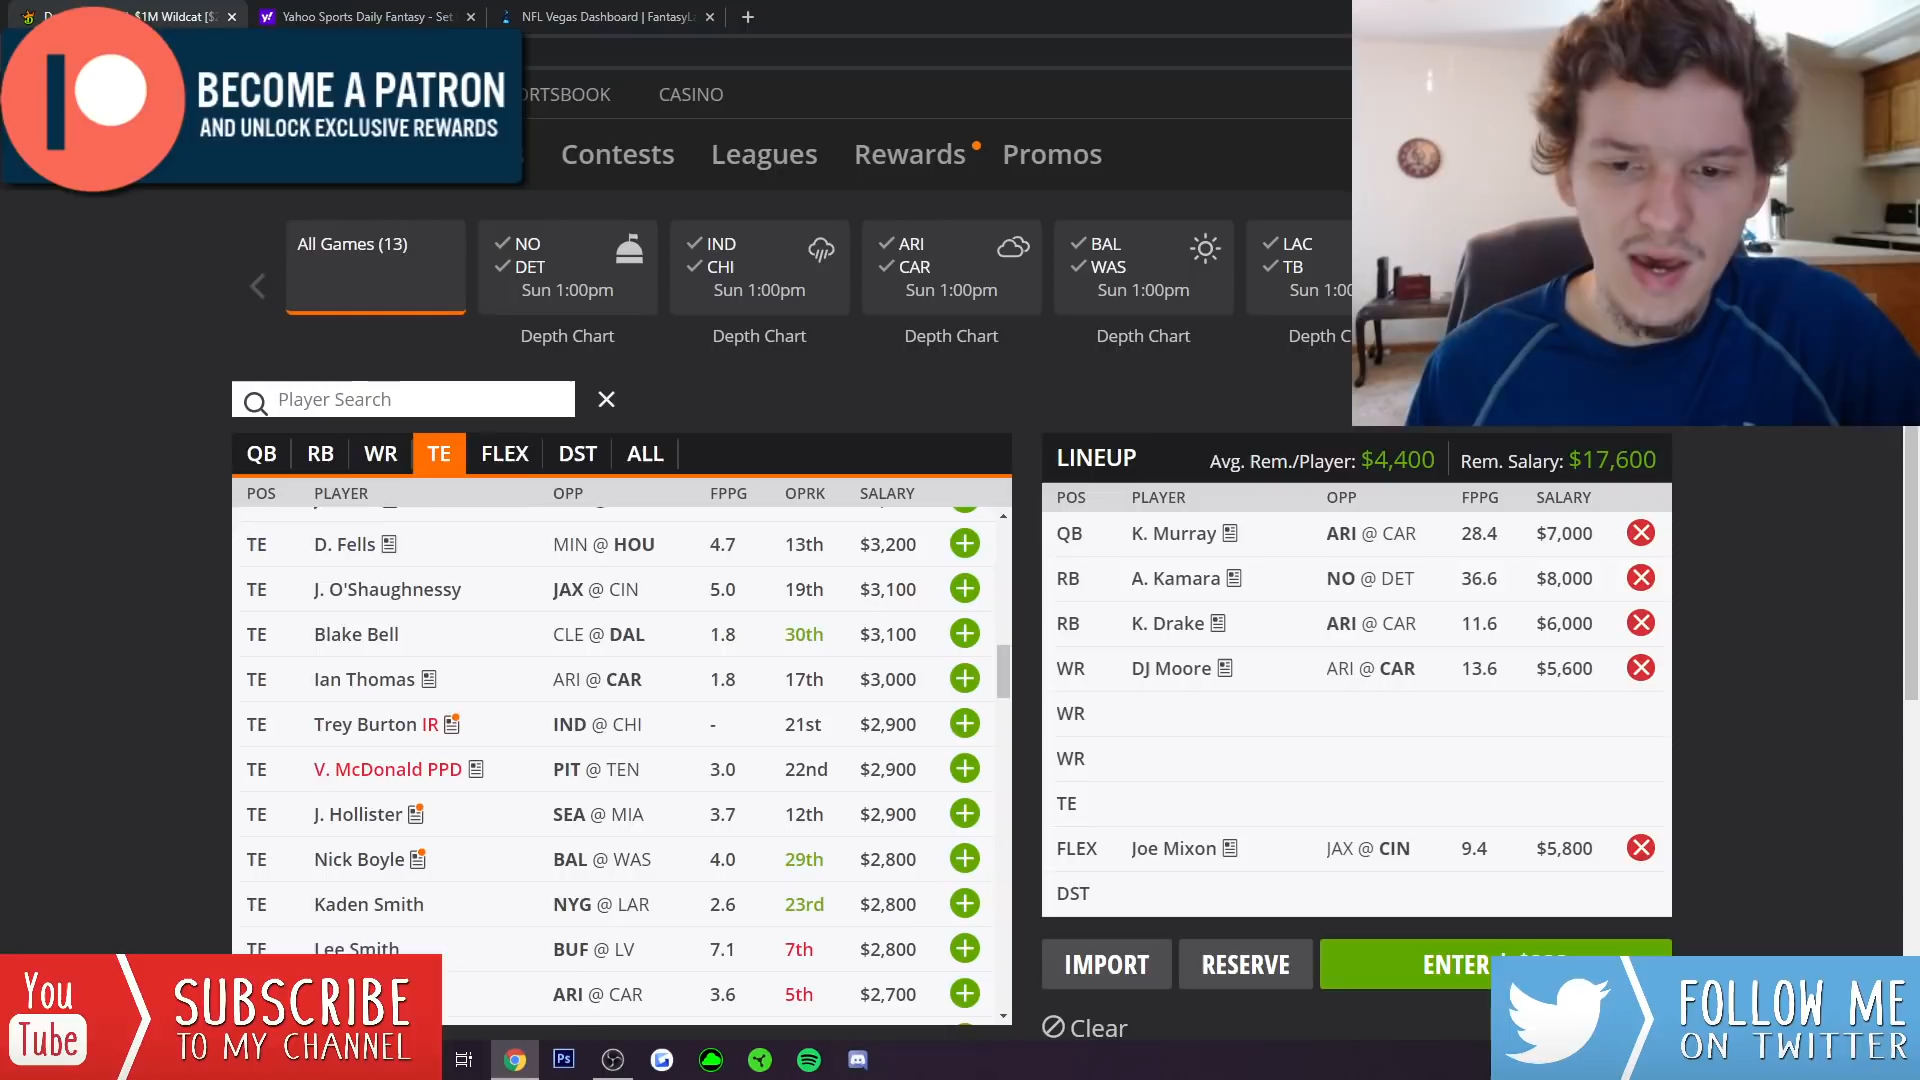 $1M Wildcat [$
Yahoo Sports Daily Fantasy - Set
NFL Vegas Dashboard | FantasyLa
BECOME A PATRON
AND UNLOCK EXCLUSIVE REWARDS
ORTSBOOK CASINO
Contests Leagues Rewards Promos
All Games (13)
NO
DET
Sun 1:00pm
Depth Chart
IND
CHI
Sun 1:00pm
Depth Chart
ARI
CAR
Sun 1:00pm
Depth Chart
BAL
WAS
Sun 1:00pm
Depth Chart
LAC
TB
Sun 1:00
Depth C
Player Search
QB RB WR TE FLEX DST ALL
POS PLAYER OPP FPPG OPRK SALARY
TE D. Fells MIN @ HOU 4.7 13th $3,200
TE J. O'Shaughnessy JAX @ CIN 5.0 19th $3,100
TE Blake Bell CLE @ DAL 1.8 30th $3,100
TE Ian Thomas ARI @ CAR 1.8 17th $3,000
TE Trey Burton IR IND @ CHI - 21st $2,900
TE V. McDonald PPD PIT @ TEN 3.0 22nd $2,900
TE J. Hollister SEA @ MIA 3.7 12th $2,900
TE Nick Boyle BAL @ WAS 4.0 29th $2,800
TE Kaden Smith NYG @ LAR 2.6 23rd $2,800
TE Lee Smith BUF @ LV 7.1 7th $2,800
ARI @ CAR 3.6 5th $2,700
LINEUP Avg. Rem./Player: $4,400 Rem. Salary: $17,600
POS PLAYER OPP FPPG SALARY
QB K. Murray ARI @ CAR 28.4 $7,000
RB A. Kamara NO @ DET 36.6 $8,000
RB K. Drake ARI @ CAR 11.6 $6,000
WR DJ Moore ARI @ CAR 13.6 $5,600
WR
WR
TE
FLEX Joe Mixon JAX @ CIN 9.4 $5,800
DST
IMPORT RESERVE ENTER
Clear
You
Tube
SUBSCRIBE
TO MY CHANNEL
Ps
FOLLOW ME
ON TWITTER